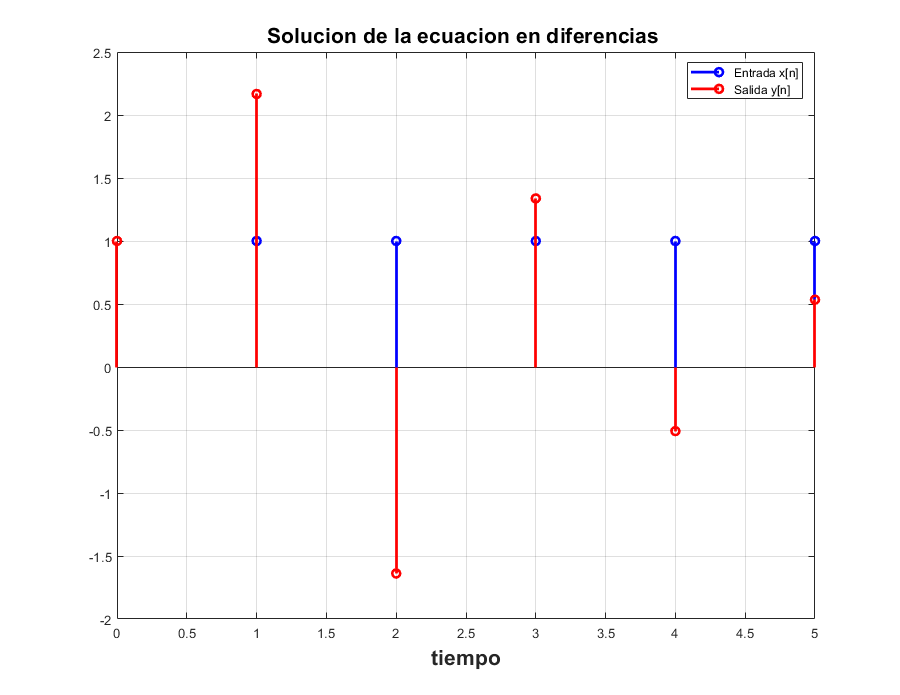 Solucion de la ecuacion en diferencias
Entrada x[n]
Salida y[n]
2.5
2
1.5
1
0.5
0
-0.5
-1
-1.5
-2
0 0.5 1 1.5 2 2.5 3 3.5 4 4.5 5
tiempo